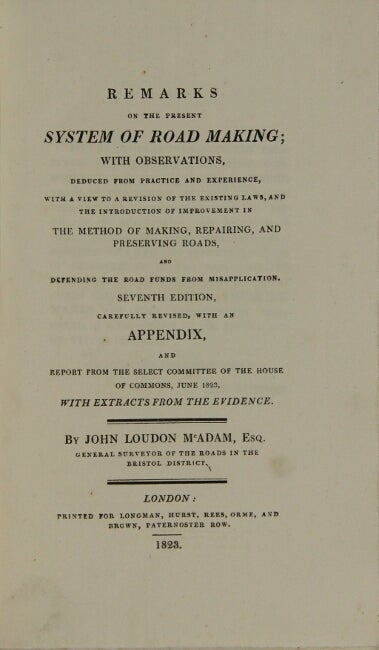 REMARKS
ON THE PRESENT
SYSTEM OF ROAD MAKING;
WITH OBSERVATIONS,
DEDUCED FROM PRACTICE AND EXPERIENCE,
WITH A VIEW TO A REVISION OF THE EXISTING LAWS, AND
THE INTRODUCTION OF IMPROVEMENT IN
THE METHOD OF MAKING, REPAIRING, AND
PRESERVING ROADS,
AND
DEFENDING THE ROAD FUNDS FROM MISAPPLICATION.
SEVENTH EDITION,
CAREFULLY REVISED, WITH AN
APPENDIX,
AND
REPORT FROM THE SELECT COMMITTEE OF THE HOUSE
OF COMMONS, JUNE 1823,
WITH EXTRACTS FROM THE EVIDENCE.
BY JOHN LOUDON McADAM, ESQ.
GENERAL SURVEYOR OF THE ROADS IN THE
BRISTOL DISTRICT.
LONDON:
PRINTED FOR LONGMAN, HURST, REES, ORME, AND
BROWN, PATERNOSTER ROW.
1823.